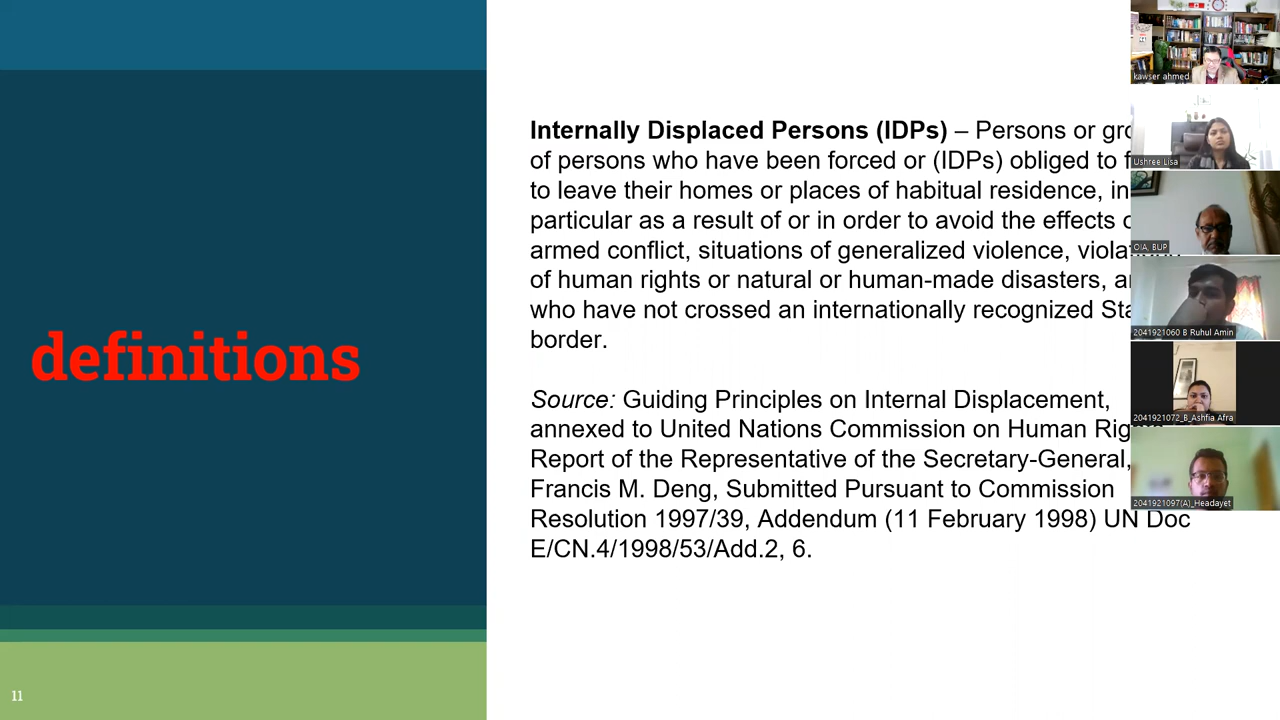 definitions
11
Internally Displaced Persons (IDPs) – Persons or
of persons who have been forced or (IDPs) obliged to
to leave their homes or places of habitual residence, in
particular as a result of or in order to avoid the effects
armed conflict, situations of generalized violence,
of human rights or natural or human-made disasters,
who have not crossed an internationally recognized
border.
Source: Guiding Principles on Internal Displacement,
annexed to United Nations Commission on Human
Report of the Representative of the Secretary-General,
Francis M. Deng, Submitted Pursuant to Commission
Resolution 1997/39, Addendum (11 February 1998) UN Doc
E/CN.4/1998/53/Add.2, 6.
kawser ahmed
Ushree Lisa
OIA, BUP
2041921060 B Ruhul Amin
2041921072_B_Ashfia Afra
2041921097(A)_Headayet